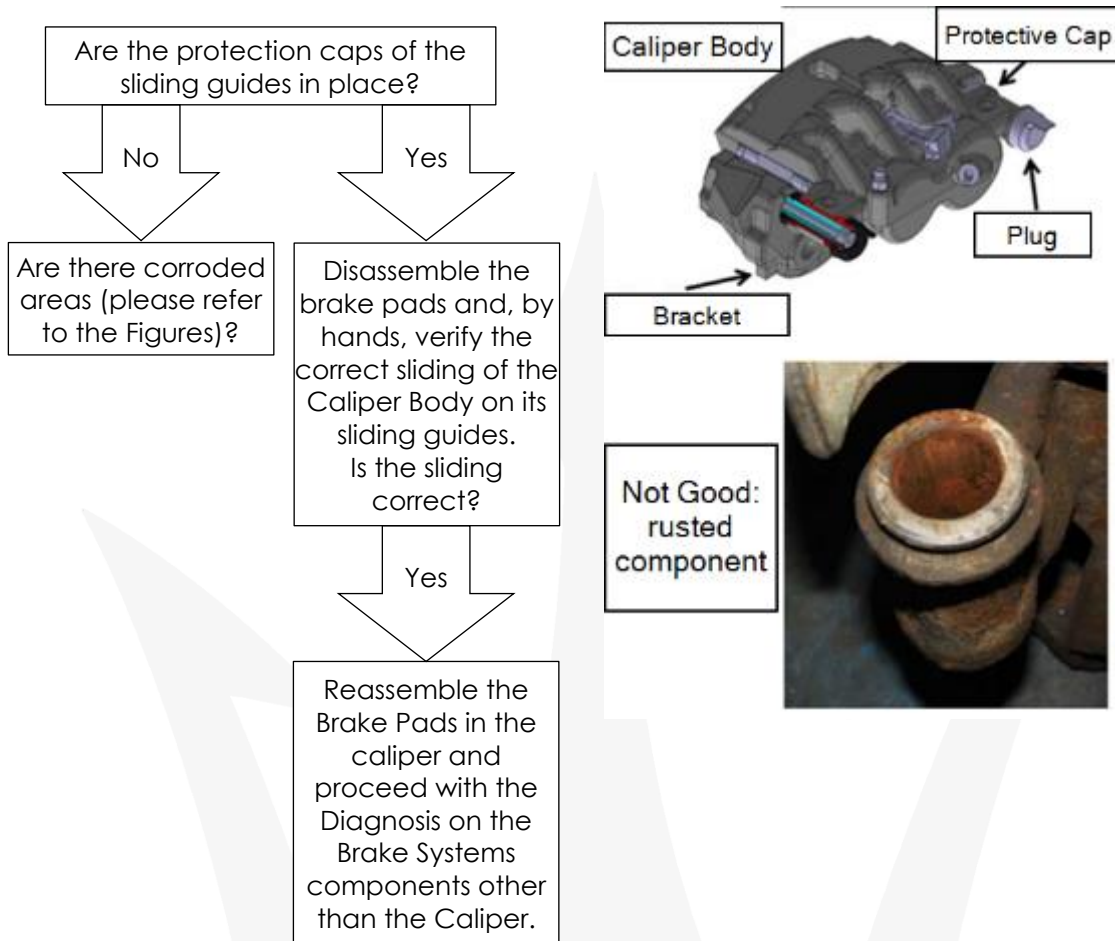 Are the protection caps of the
sliding guides in place?
No
Yes
Are there corroded
areas (please refer
to the Figures)?
Disassemble the
brake pads and, by
hands, verify the
correct sliding of the
Caliper Body on its
sliding guides.
Is the sliding
correct?
Yes
Reassemble the
Brake Pads in the
caliper and
proceed with the
Diagnosis on the
Brake Systems
components other
than the Caliper.
Caliper Body
Protective Cap
Plug
Bracket
Not Good:
rusted
component